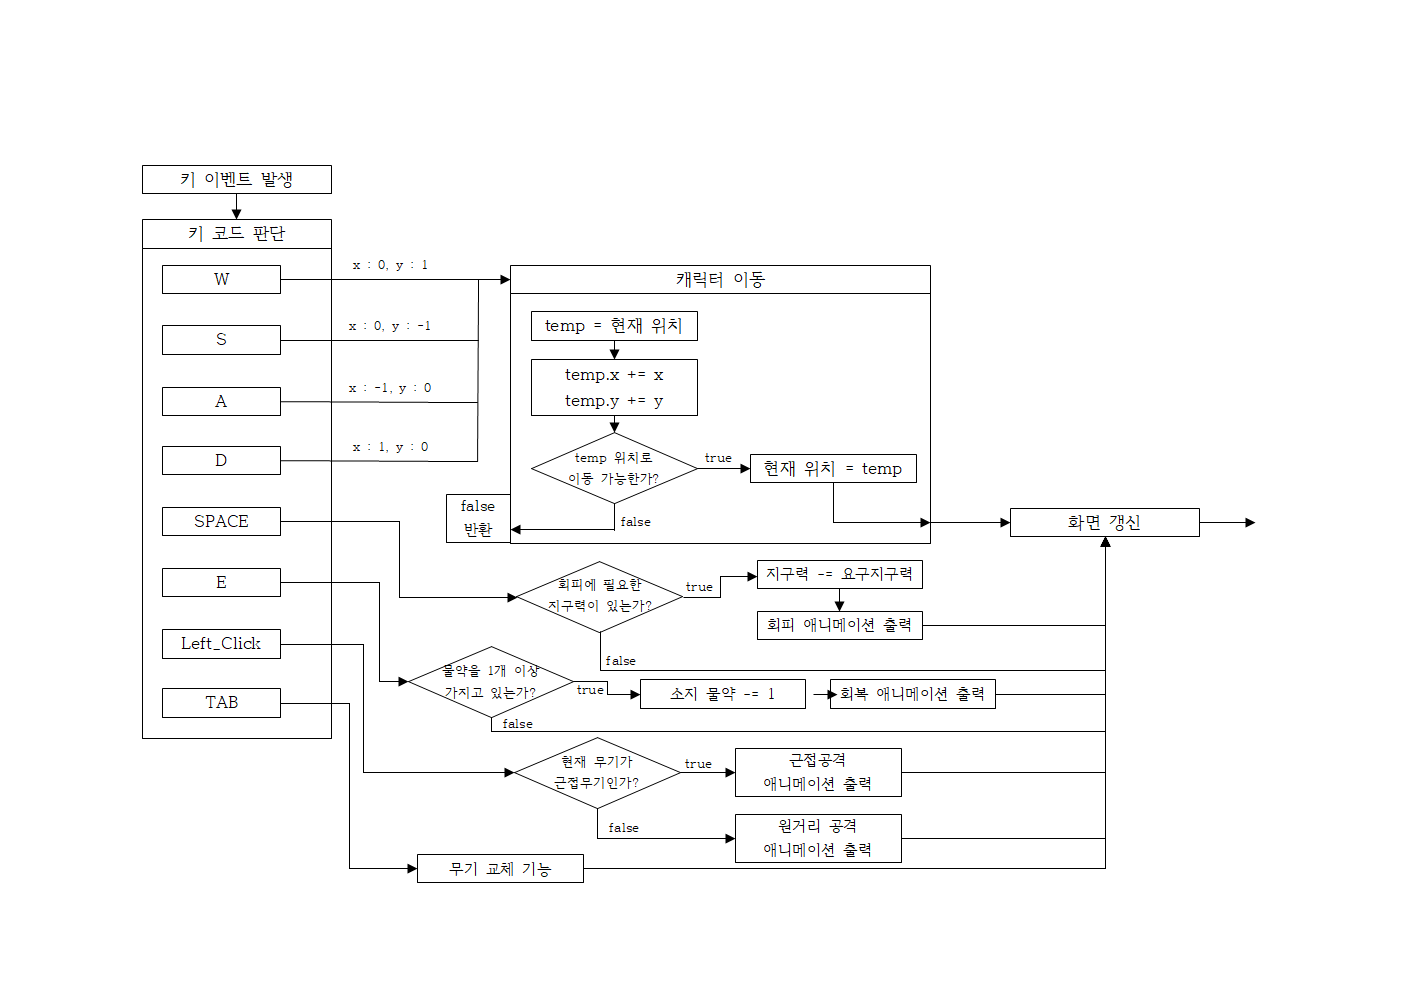 키 이벤트 발생
키 코드 판단
W
x : 0, y : 1
S
x : 0, y : -1
A
x : -1, y : 0
D
x : 1, y : 0
SPACE
E
Left_Click
TAB
캐릭터 이동
temp = 현재 위치
temp.x += x
temp.y += y
temp 위치로
이동 가능한가?
true
현재 위치 = temp
false
false
반환
화면 갱신
회피에 필요한
지구력이 있는가?
true
지구력 -= 요구지구력
회피 애니메이션 출력
false
물약을 1개 이상
가지고 있는가?
true
소지 물약 -= 1
회복 애니메이션 출력
false
현재 무기가
근접무기인가?
true
근접공격
애니메이션 출력
false
원거리 공격
애니메이션 출력
무기 교체 기능